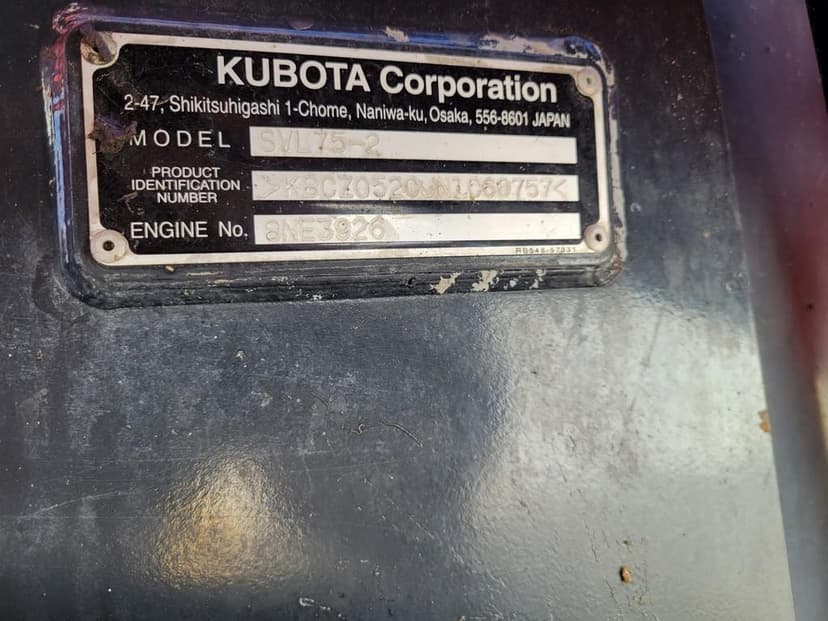 KUBOTA Corporation
2-47, Shikitsuhigashi 1-Chome, Naniwa-ku, Osaka, 556-8601 JAPAN
MODEL SVL75-2
PRODUCT
IDENTIFICATION
NUMBER
ENGINE No. 8NE3926